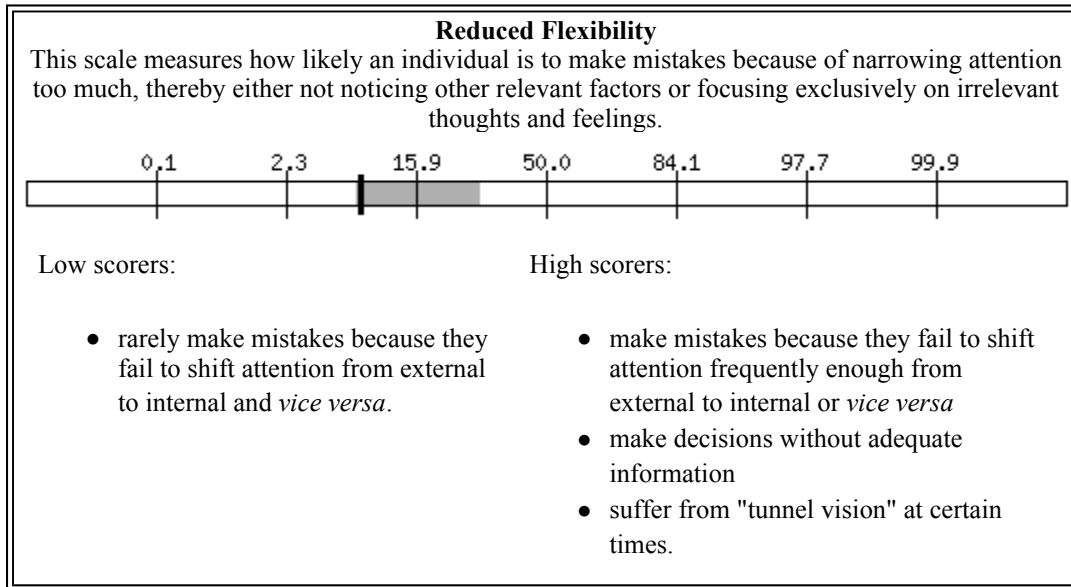 Reduced Flexibility
This scale measures how likely an individual is to make mistakes because of narrowing attention
too much, thereby either not noticing other relevant factors or focusing exclusively on irrelevant
thoughts and feelings.
0.1 2.3 15.9 50.0 84.1 97.7 99.9
Low scorers:
● rarely make mistakes because they
fail to shift attention from external
to internal and vice versa.
High scorers:
● make mistakes because they fail to shift
attention frequently enough from
external to internal or vice versa
● make decisions without adequate
information
● suffer from "tunnel vision" at certain
times.